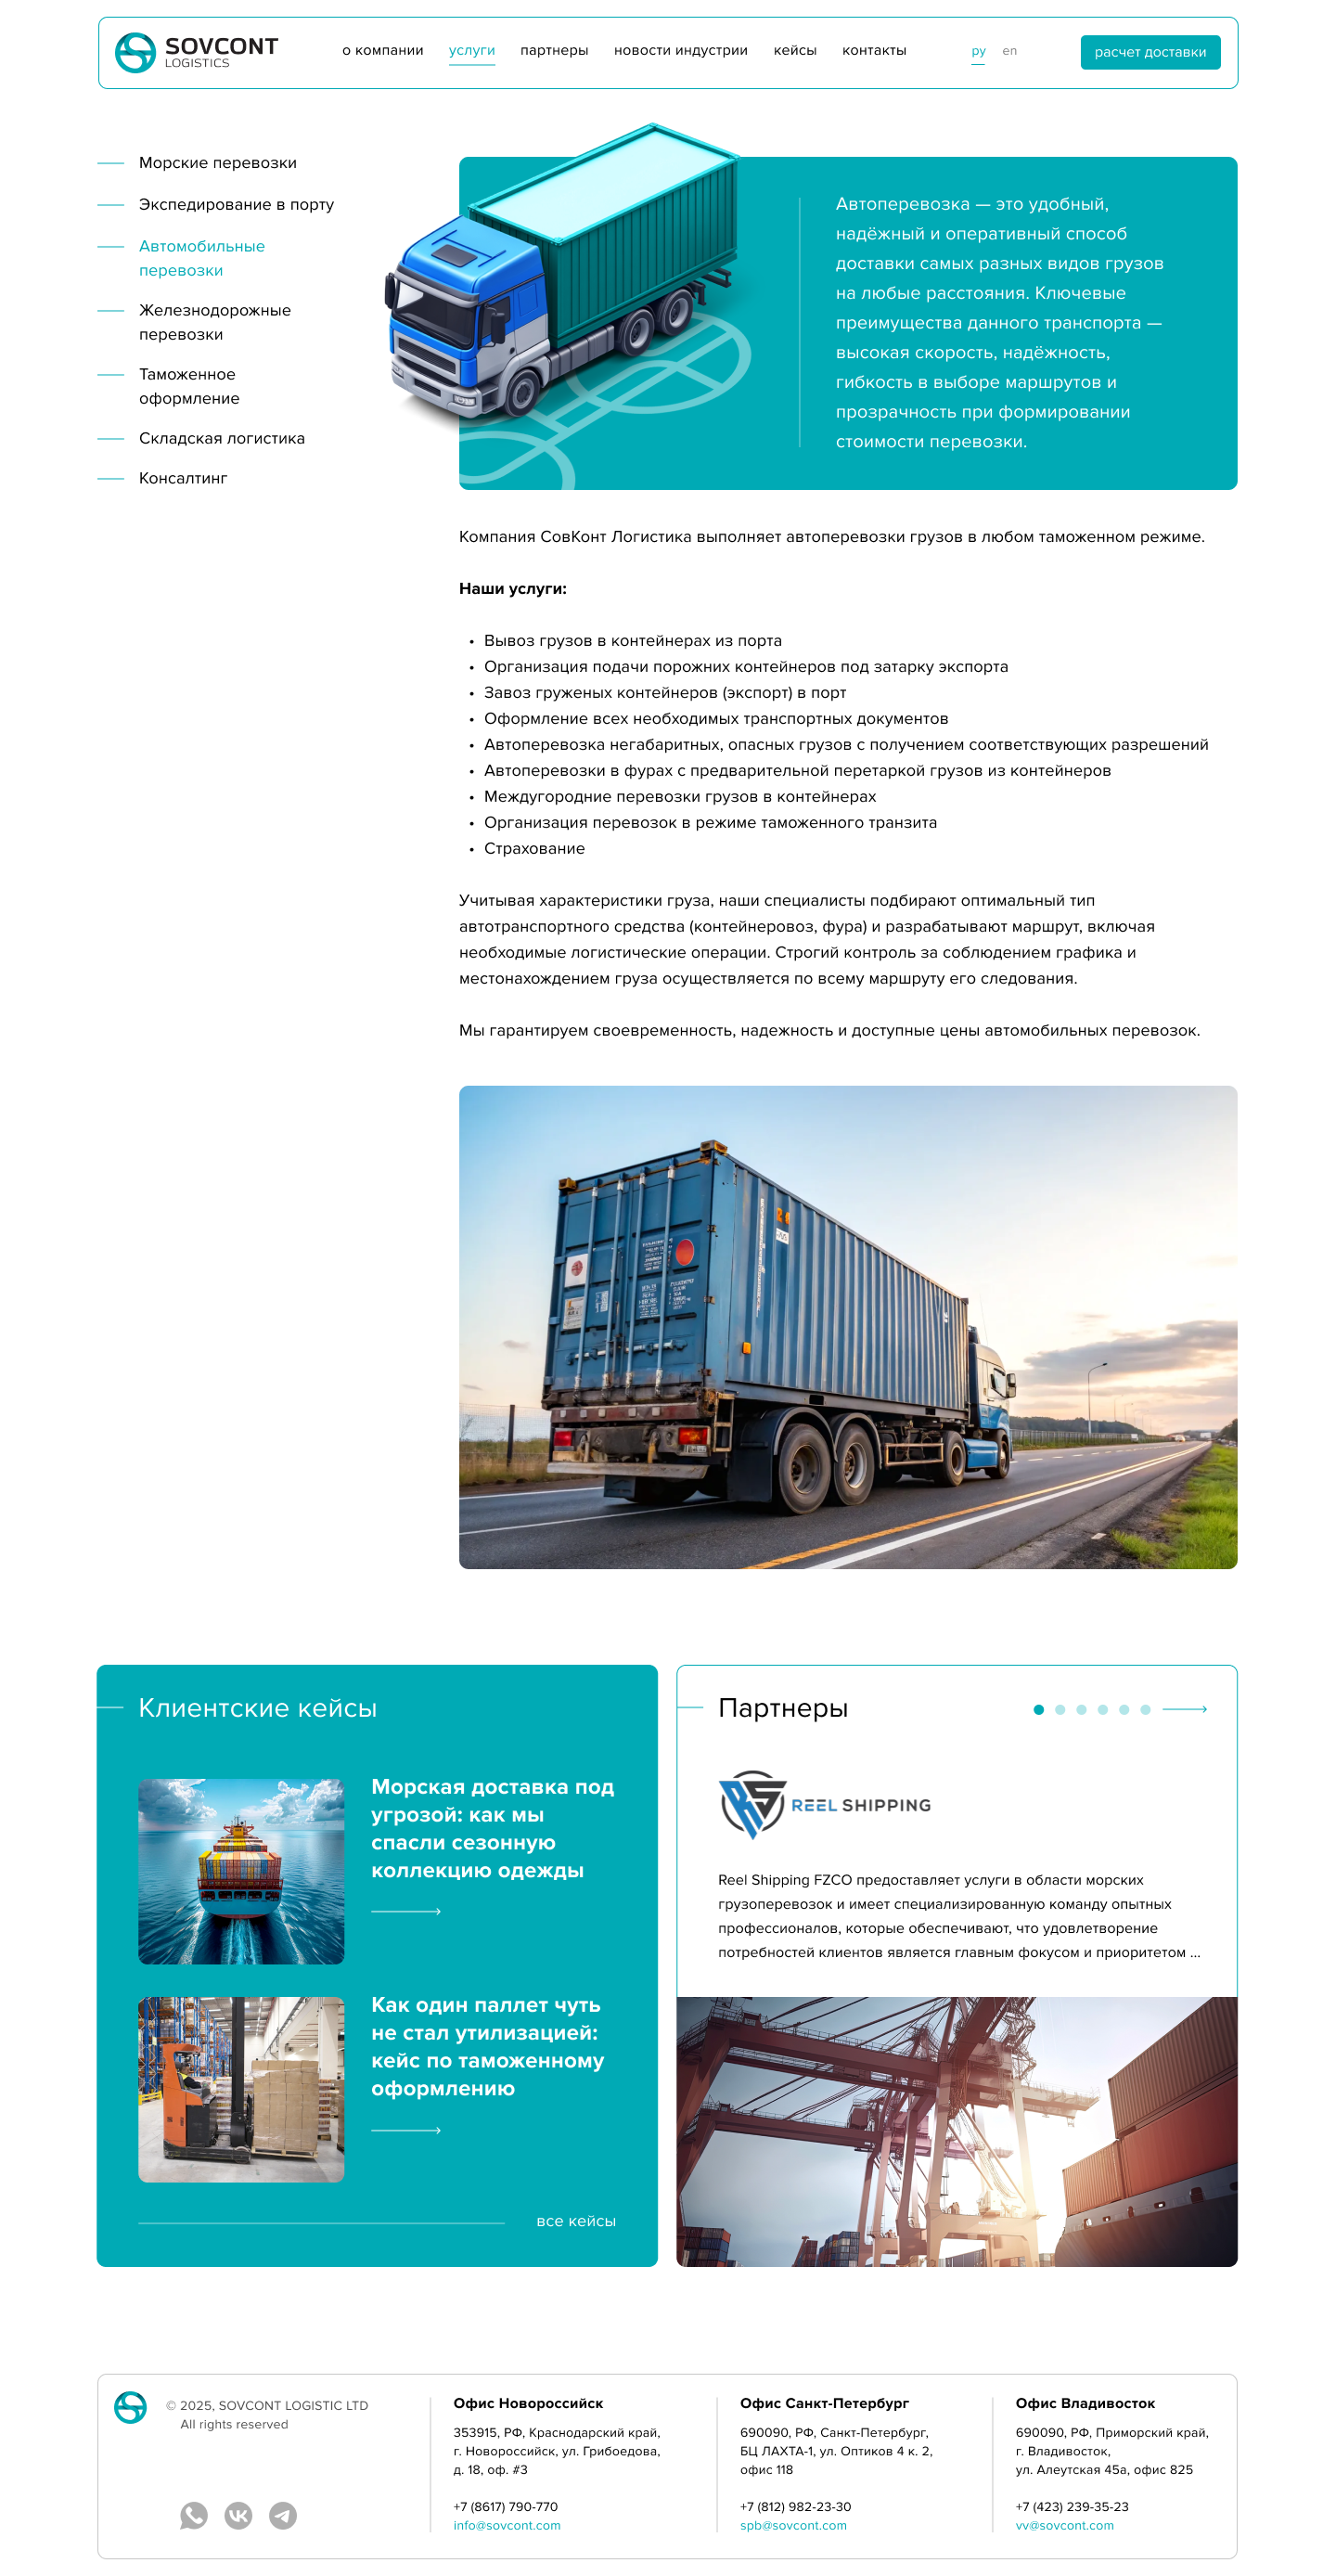 SOVCONT
LOGISTICS
о компании услуги партнеры новости индустрии кейсы контакты ру en расчет доставки
Морские перевозки
Экспедирование в порту
Автомобильные
перевозки
Железнодорожные
перевозки
Таможенное
оформление
Складская логистика
Консалтинг
Автоперевозка — это удобный,
надёжный и оперативный способ
доставки самых разных видов грузов
на любые расстояния. Ключевые
преимущества данного транспорта —
высокая скорость, надёжность,
гибкость в выборе маршрутов и
прозрачность при формировании
стоимости перевозки.
Компания СовКонт Логистика выполняет автоперевозки грузов в любом таможенном режиме.
Наши услуги:
• Вывоз грузов в контейнерах из порта
• Организация подачи порожних контейнеров под затарку экспорта
• Завоз груженых контейнеров (экспорт) в порт
• Оформление всех необходимых транспортных документов
• Автоперевозка негабаритных, опасных грузов с получением соответствующих разрешений
• Автоперевозки в фурах с предварительной перетаркой грузов из контейнеров
• Междугородние перевозки грузов в контейнерах
• Организация перевозок в режиме таможенного транзита
• Страхование
Учитывая характеристики груза, наши специалисты подбирают оптимальный тип
автотранспортного средства (контейнеровоз, фура) и разрабатывают маршрут, включая
необходимые логистические операции. Строгий контроль за соблюдением графика и
местонахождением груза осуществляется по всему маршруту его следования.
Мы гарантируем своевременность, надежность и доступные цены автомобильных перевозок.
Клиентские кейсы
Морская доставка под
угрозой: как мы
спасли сезонную
коллекцию одежды
Как один паллет чуть
не стал утилизацией:
кейс по таможенному
оформлению
все кейсы
Партнеры
REEL SHIPPING
Reel Shipping FZCO предоставляет услуги в области морских
грузоперевозок и имеет специализированную команду опытных
профессионалов, которые обеспечивают, что удовлетворение
потребностей клиентов является главным фокусом и приоритетом ...
© 2025, SOVCONT LOGISTIC LTD
All rights reserved
Офис Новороссийск
353915, РФ, Краснодарский край,
г. Новороссийск, ул. Грибоедова,
д. 18, оф. #3
+7 (8617) 790-770
info@sovcont.com
Офис Санкт-Петербург
690090, РФ, Санкт-Петербург,
БЦ ЛАХТА-1, ул. Оптиков 4 к. 2,
офис 118
+7 (812) 982-23-30
spb@sovcont.com
Офис Владивосток
690090, РФ, Приморский край,
г. Владивосток,
ул. Алеутская 45а, офис 825
+7 (423) 239-35-23
vv@sovcont.com